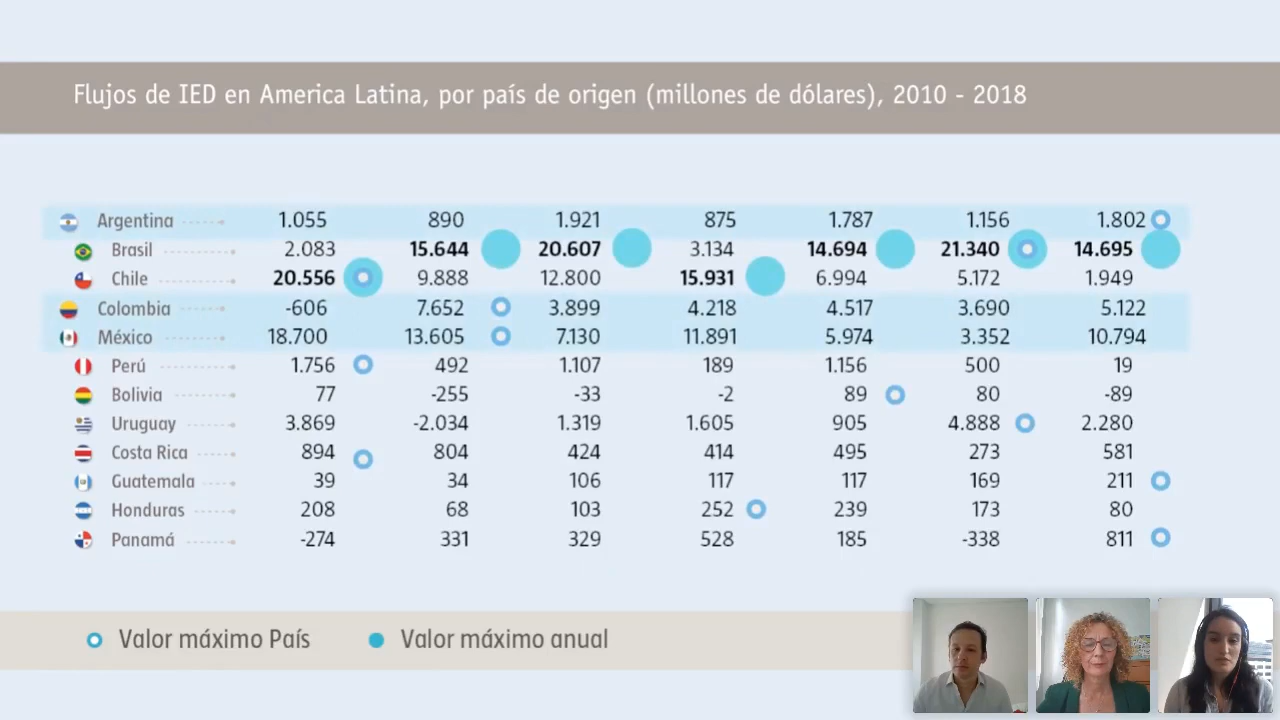 Flujos de IED en America Latina, por país de origen (millones de dólares), 2010 - 2018
Argentina 1.055 890 1.921 875 1.787 1.156 1.802
Brasil 2.083 15.644 20.607 3.134 14.694 21.340 14.695
Chile 20.556 9.888 12.800 15.931 6.994 5.172 1.949
Colombia -606 7.652 3.899 4.218 4.517 3.690 5.122
México 18.700 13.605 7.130 11.891 5.974 3.352 10.794
Perú 1.756 492 1.107 189 1.156 500 19
Bolivia 77 -255 -33 -2 89 80 -89
Uruguay 3.869 -2.034 1.319 1.605 905 4.888 2.280
Costa Rica 894 804 424 414 495 273 581
Guatemala 39 34 106 117 117 169 211
Honduras 208 68 103 252 239 173 80
Panamá -274 331 329 528 185 -338 811
Valor máximo País Valor máximo anual